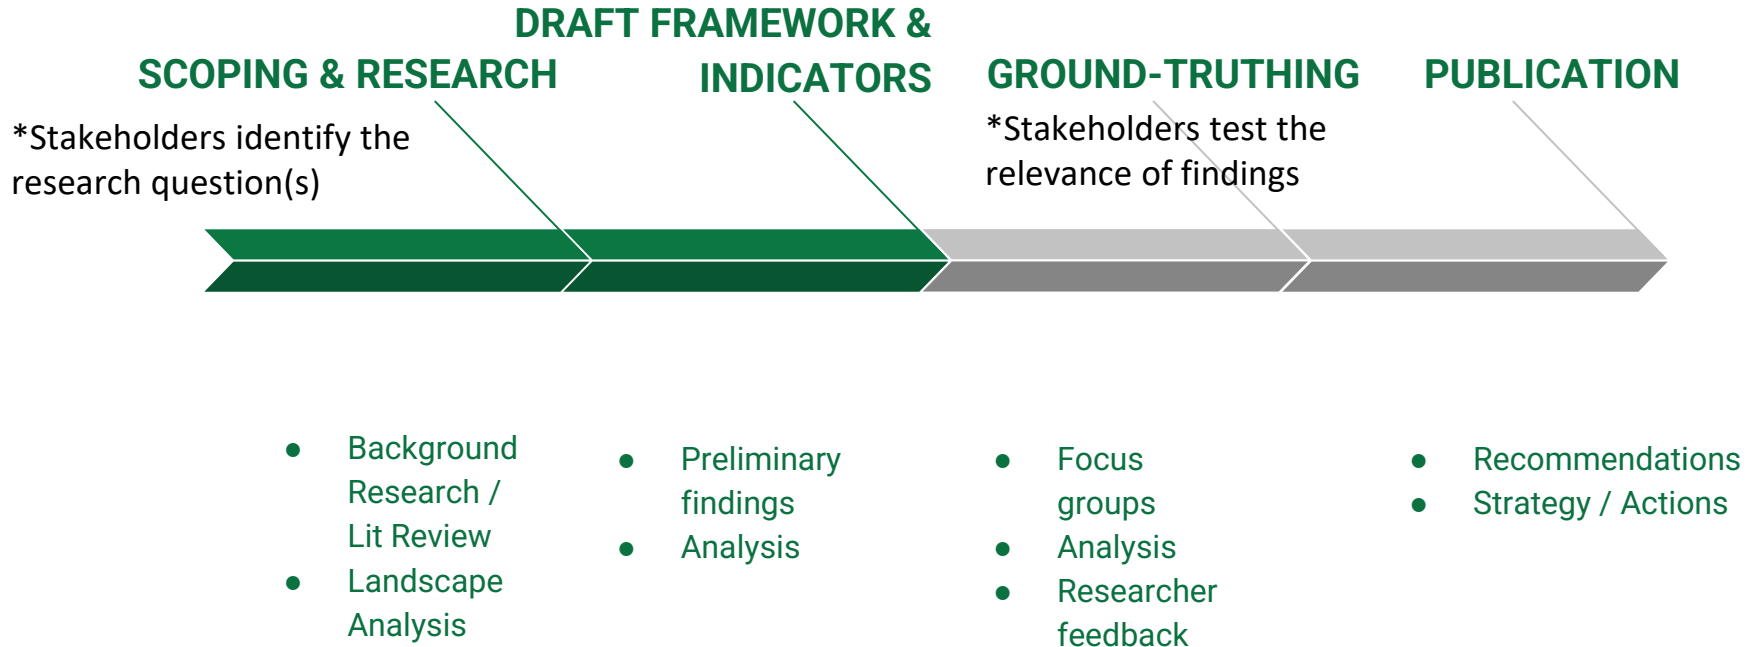 SCOPING & RESEARCH
*Stakeholders identify the
research question(s)
DRAFT FRAMEWORK &
INDICATORS
GROUND-TRUTHING
*Stakeholders test the
relevance of findings
PUBLICATION
● Background
Research /
Lit Review
● Landscape
Analysis
● Preliminary
findings
● Analysis
● Focus
groups
● Analysis
● Researcher
feedback
● Recommendations
● Strategy / Actions